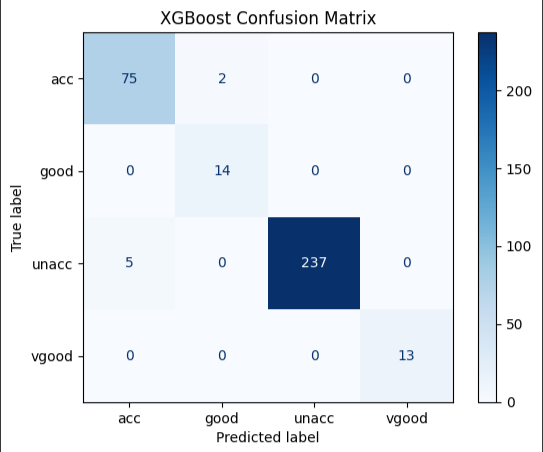 XGBoost Confusion Matrix
True label
acc 75 2 0 0
good 0 14 0 0
unacc 5 0 237 0
vgood 0 0 0 13
acc good unacc vgood
Predicted label
200
150
100
50
0